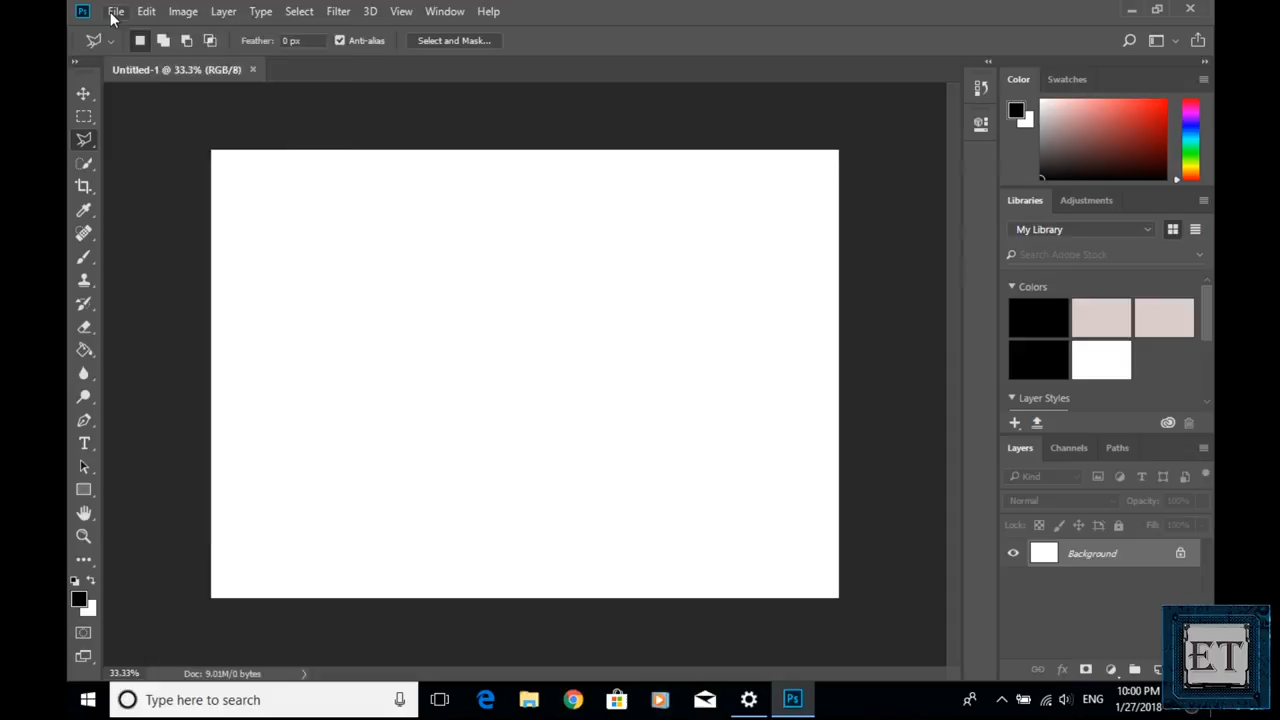 Ps File Edit Image Layer Type Select Filter 3D View Window Help
Feather: 0 px Anti-alias Select and Mask...
Untitled-1 @ 33.3% (RGB/8) ×
Color Swatches
Libraries Adjustments
My Library
Search Adobe Stock
Colors
Layer Styles
Layers Channels Paths
Kind
Normal Opacity: 100%
Lock: Fill: 100%
Background
fx
33.33% Doc: 9.01M/0 bytes
ET
Type here to search
Ps
ENG
10:00 PM
1/27/2018